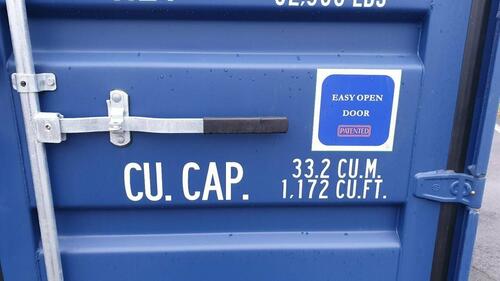 EASY OPEN
DOOR
PATENTED
CU. CAP. 33.2 CU.M.
1,172 CU.FT.